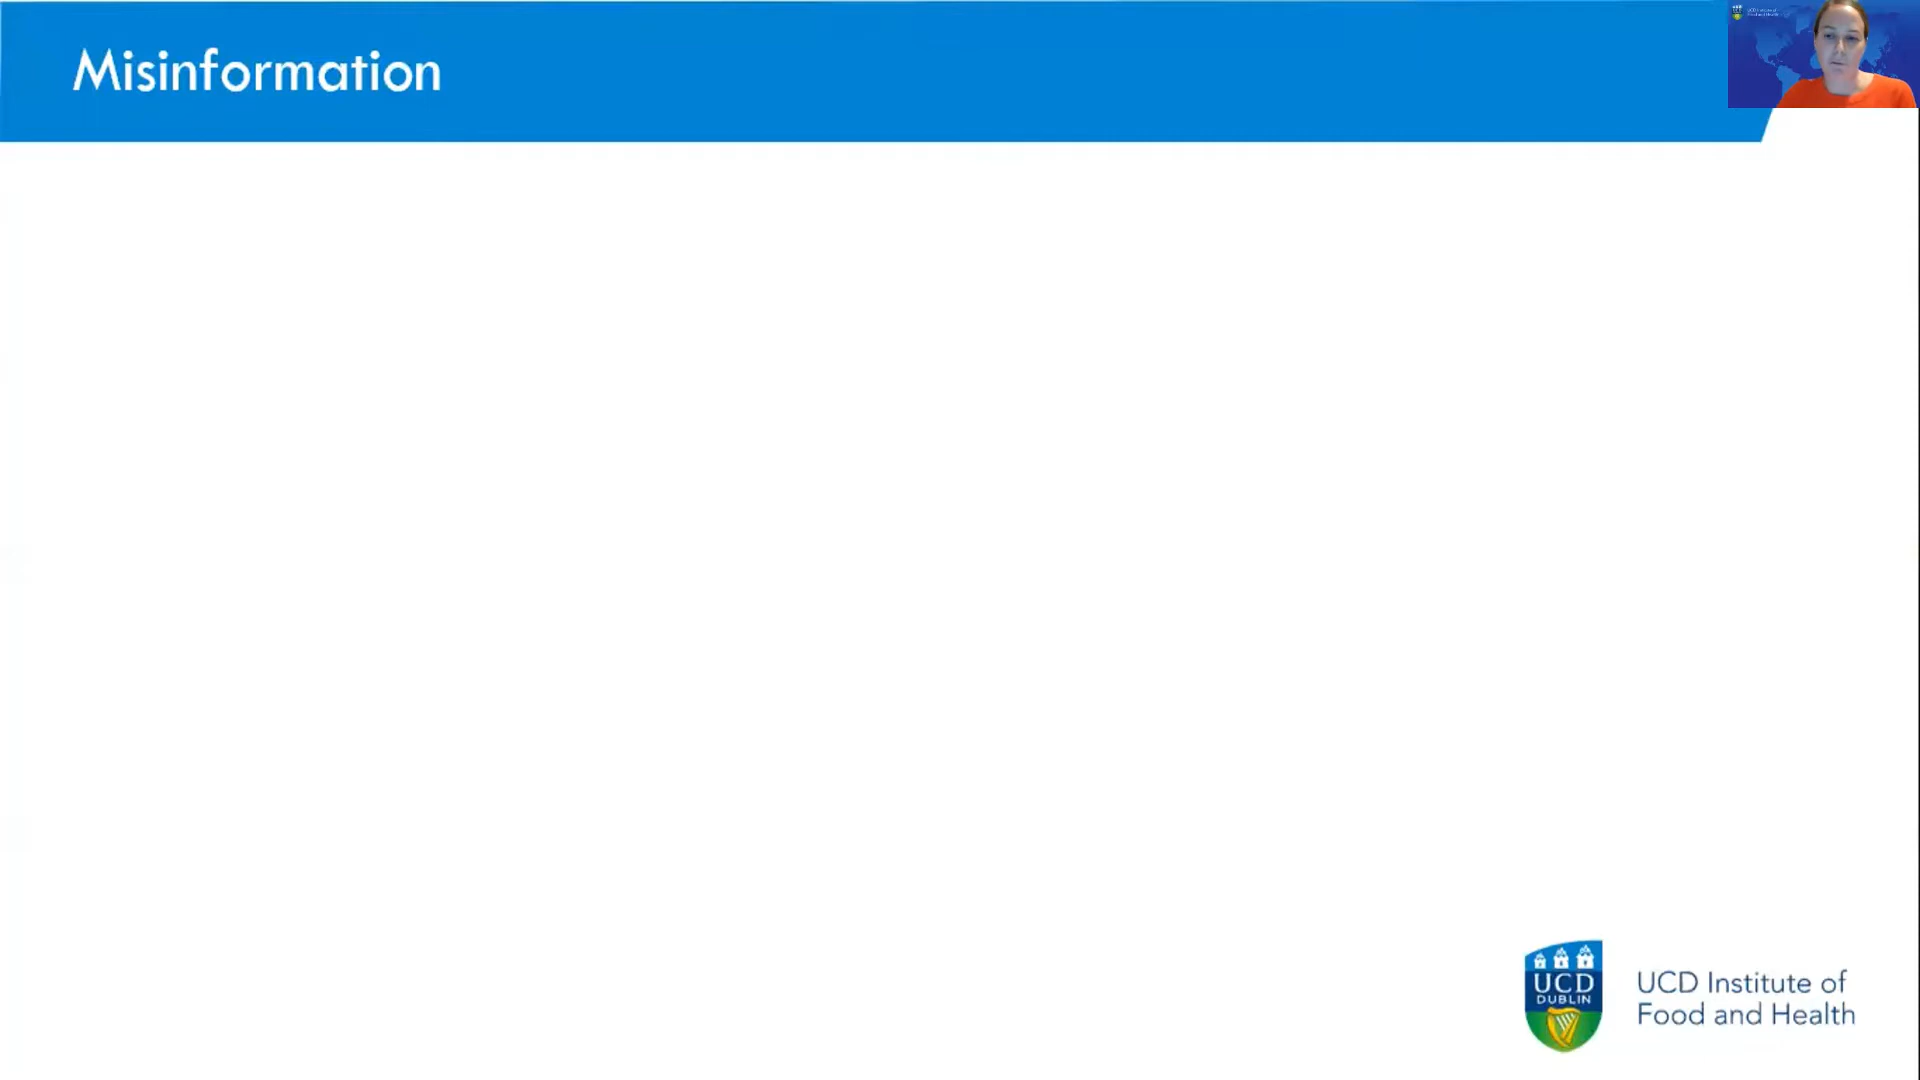 Misinformation
UCD
DUBLIN
UCD Institute of
Food and Health